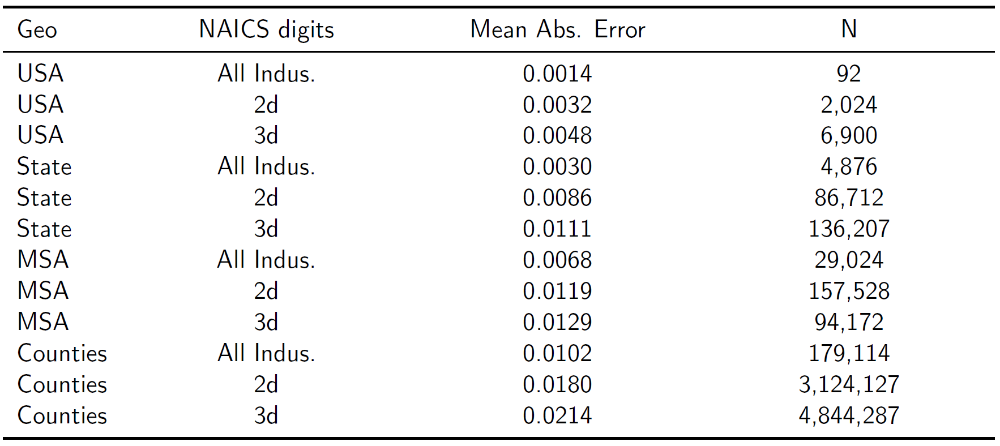 Geo NAICS digits Mean Abs. Error N
USA All Indus. 0.0014 92
USA 2d 0.0032 2,024
USA 3d 0.0048 6,900
State All Indus. 0.0030 4,876
State 2d 0.0086 86,712
State 3d 0.0111 136,207
MSA All Indus. 0.0068 29,024
MSA 2d 0.0119 157,528
MSA 3d 0.0129 94,172
Counties All Indus. 0.0102 179,114
Counties 2d 0.0180 3,124,127
Counties 3d 0.0214 4,844,287